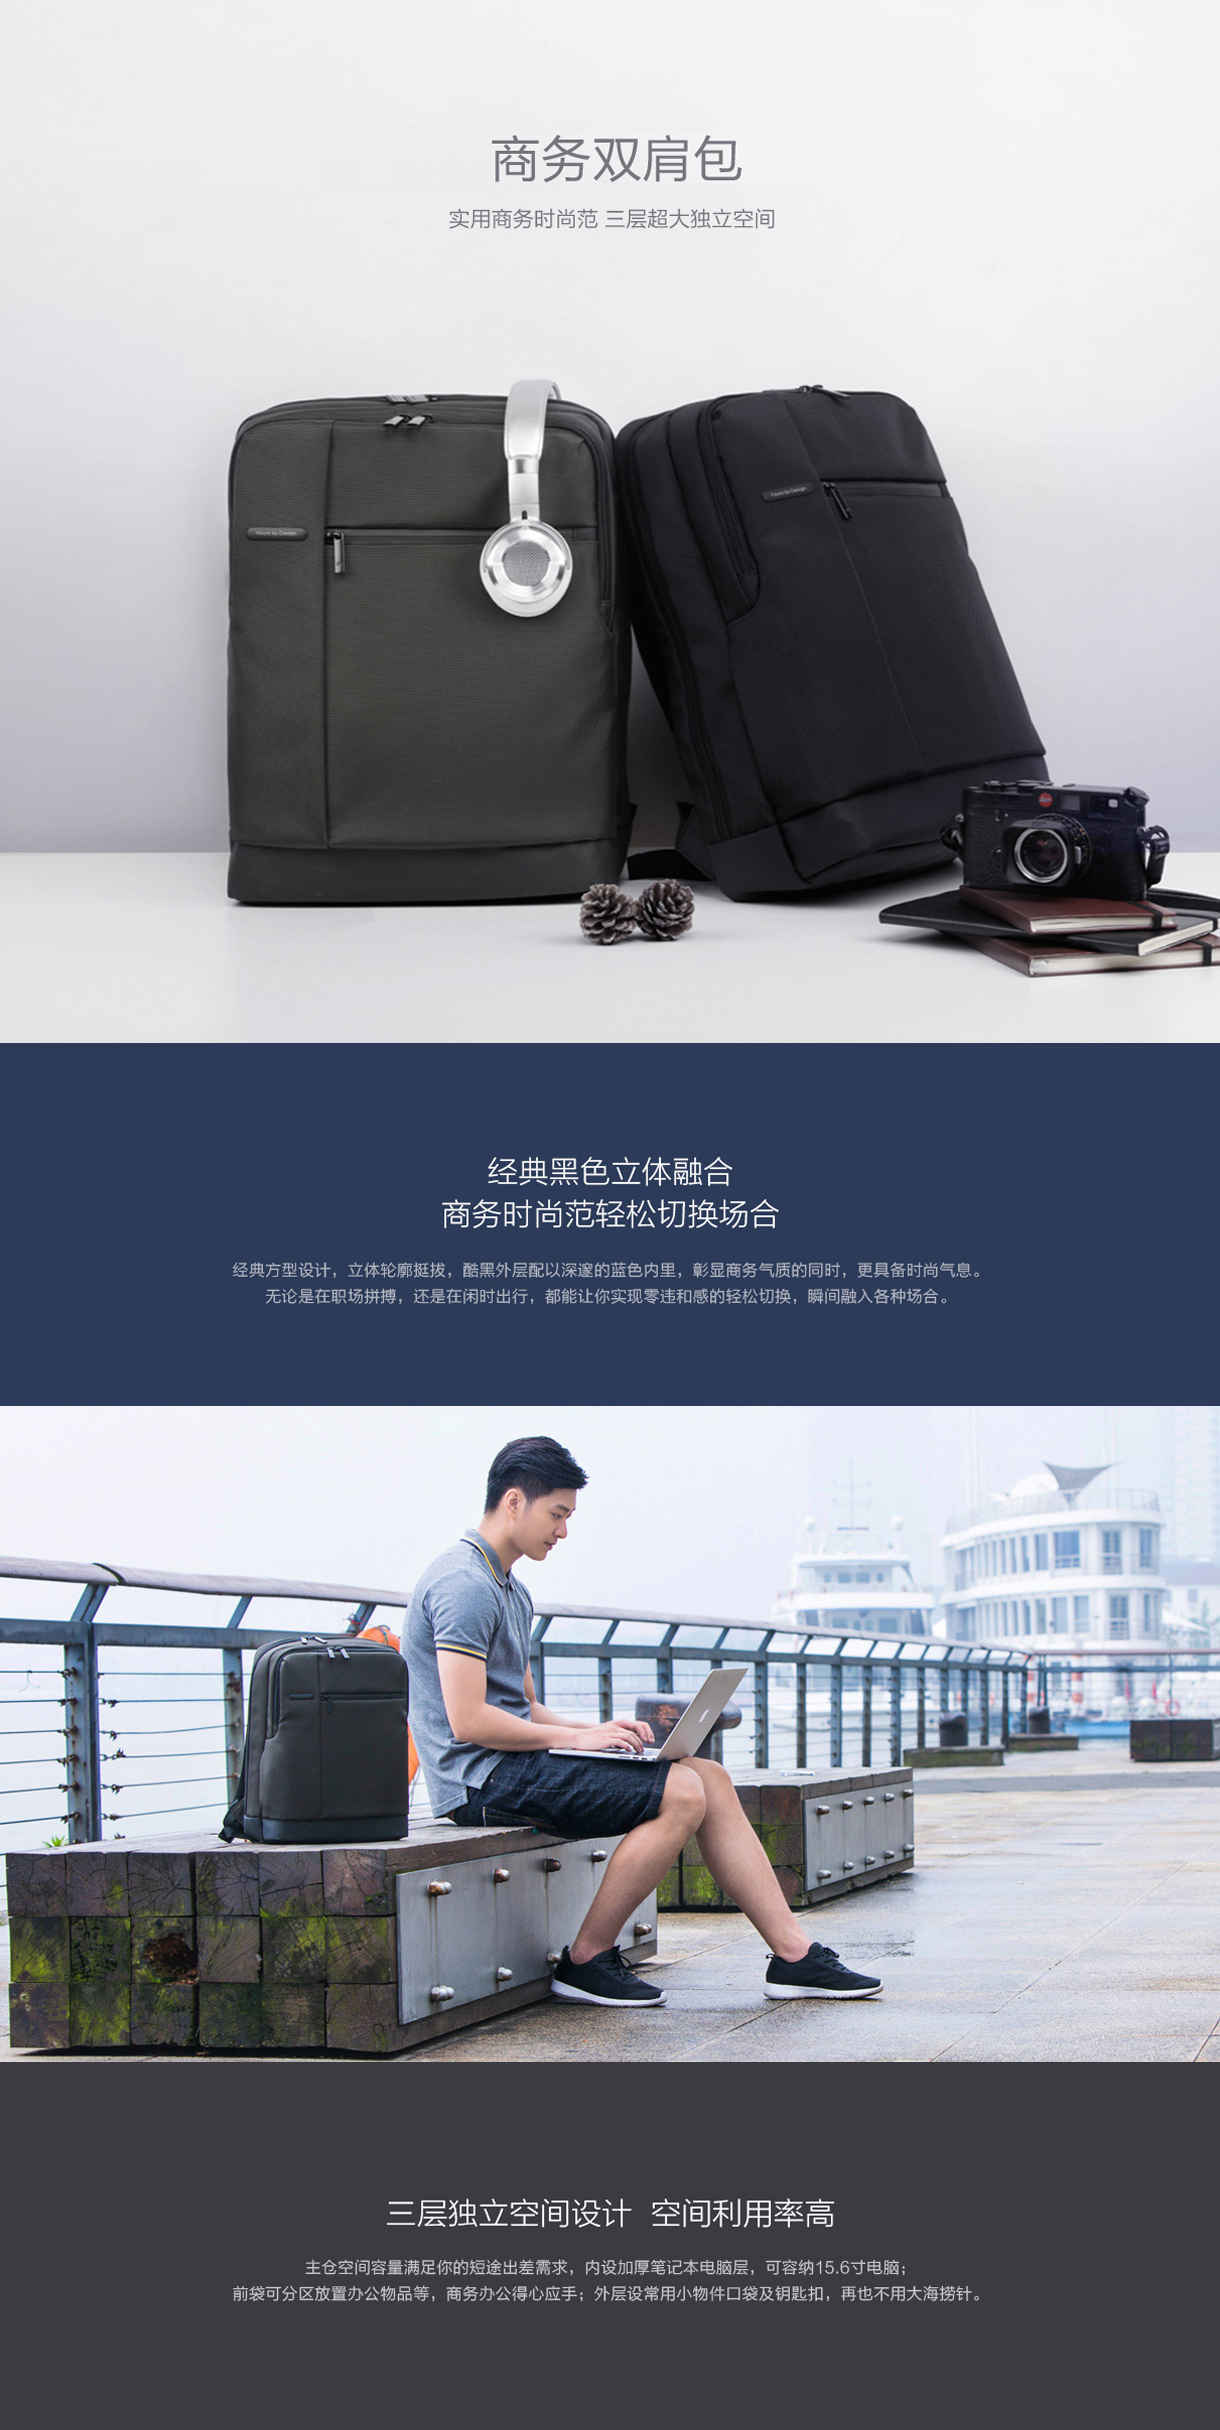 商务双肩包
实用商务时尚范 三层超大独立空间
Yours by Design
Yours by Design
经典黑色立体融合
商务时尚范轻松切换场合
经典方型设计，立体轮廓挺拔，酷黑外层配以深邃的蓝色内里，彰显商务气质的同时，更具备时尚气息。
无论是在职场拼搏，还是在闲时出行，都能让你实现零违和感的轻松切换，瞬间融入各种场合。
三层独立空间设计 空间利用率高
主仓空间容量满足你的短途出差需求，内设加厚笔记本电脑层，可容纳15.6寸电脑；
前袋可分区放置办公物品等，商务办公得心应手；外层设常用小物件口袋及钥匙扣，再也不用大海捞针。